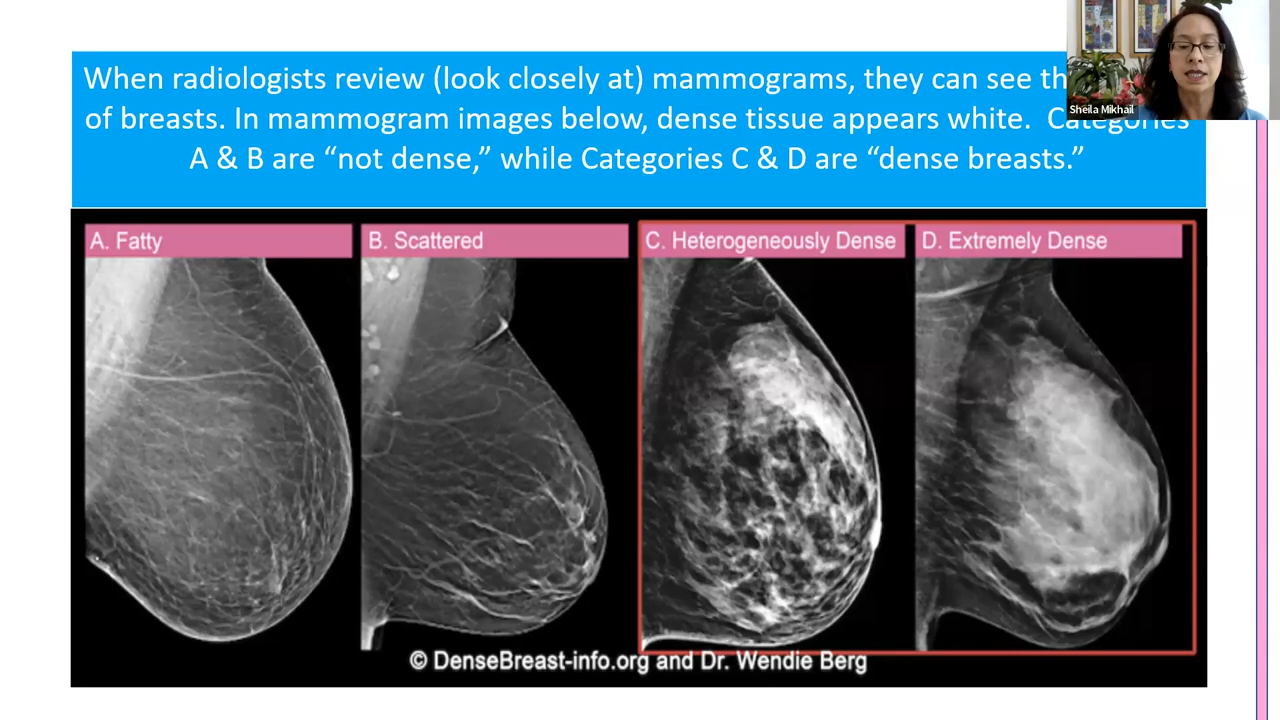 When radiologists review (look closely at) mammograms, they can see
of breasts. In mammogram images below, dense tissue appears white. Categories
A & B are “not dense,” while Categories C & D are “dense breasts.”
Sheila Mikhail
A. Fatty
B. Scattered
C. Heterogeneously Dense
D. Extremely Dense
© DenseBreast-info.org and Dr. Wendie Berg